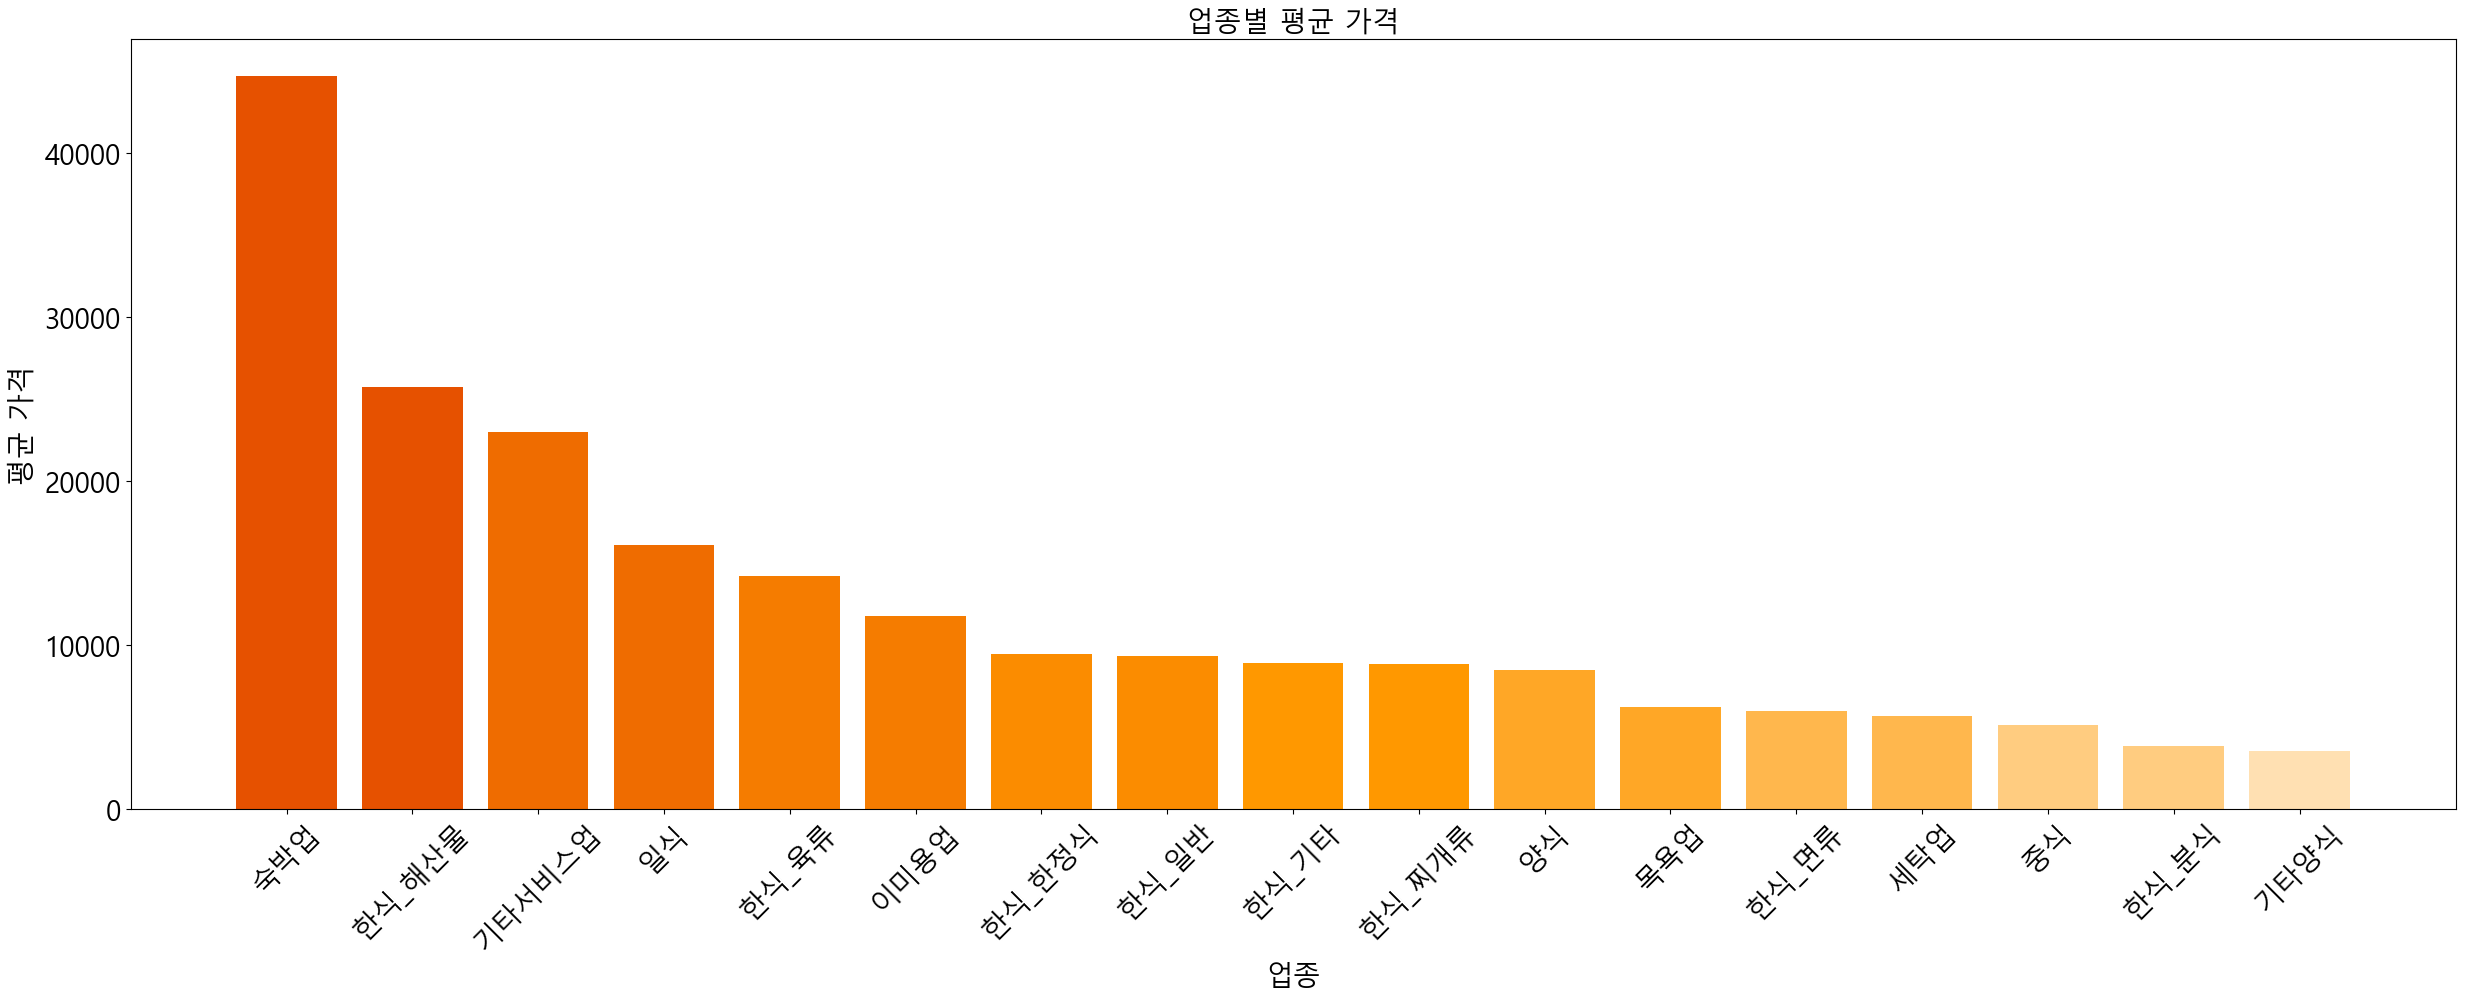 업종별 평균 가격
평균 가격
40000
30000
20000
10000
0
숙박업
한식_해산물
기타서비스업
일식
한식_육류
이미용업
한식_한정식
한식_일반
한식_기타
한식_찌개류
양식
목욕업
한식_면류
세탁업
중식
한식_분식
기타양식
업종